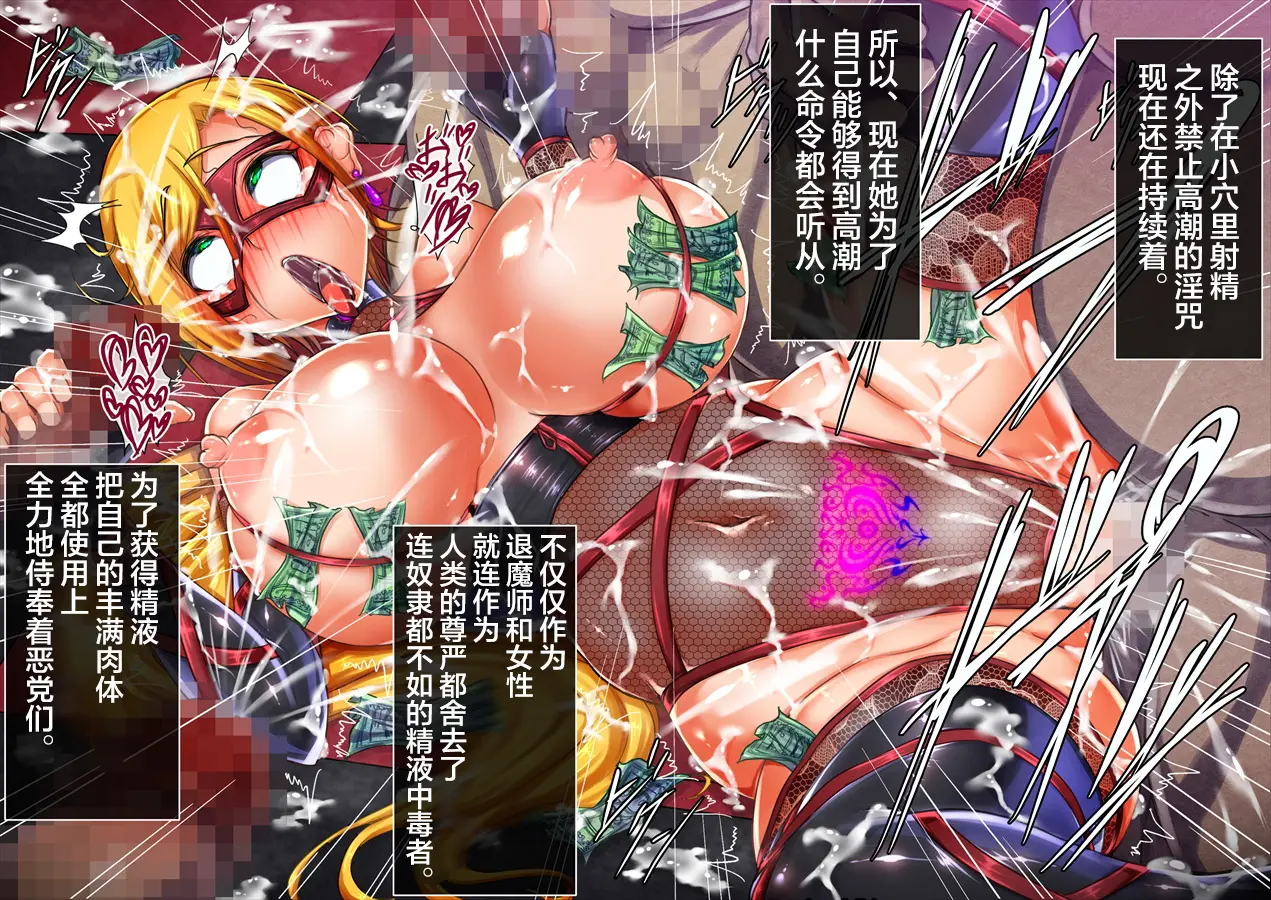 除了在小穴里射精
之外禁止高潮的淫咒
现在还在持续着。
所以、现在她为了
自己能够得到高潮
什么命令都会听从。
不仅仅作为
退魔师和女性
就连作为
人类的尊严都舍去了
连奴隶都不如的精液中毒者。
为了获得精液
把自己的丰满肉体
全都使用上
全力地侍奉着恶党们。